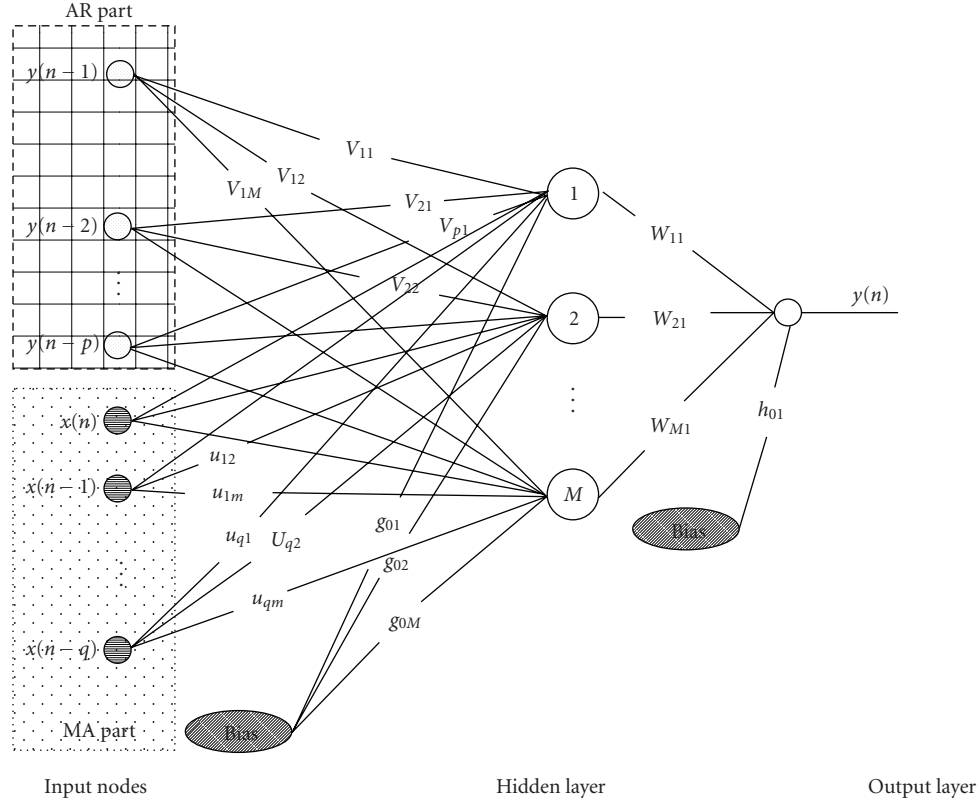 AR part
y(n − 1)
V11
V12
V1M
1
V21
Vp1
y(n − 2)
W11
⋮
V22
y(n)
y(n − p)
2
W21
⋮
h01
x(n)
WM1
u12
x(n − 1)
u1m
M
g01
uq1
Uq2
Bias
g02
⋮
uqm
g0M
x(n − q)
MA part
Bias
Input nodes
Hidden layer
Output layer